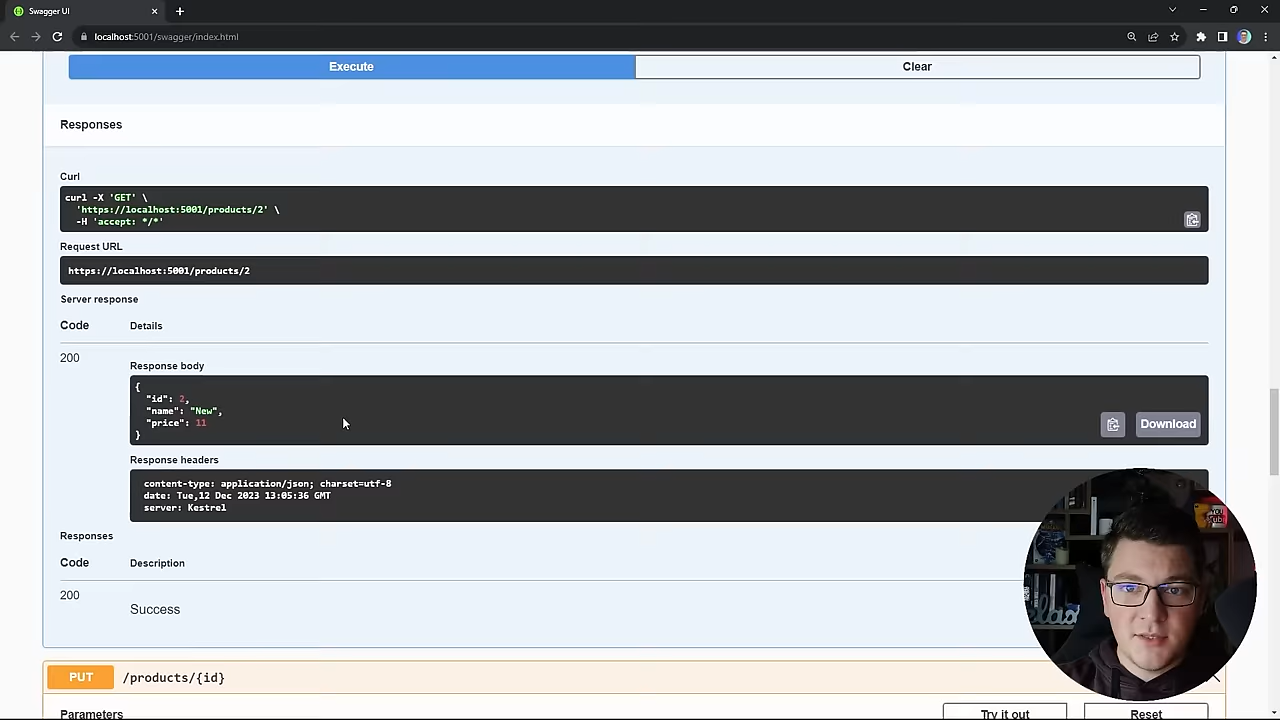 Swagger UI
localhost:5001/swagger/index.html
Execute
Clear
Responses
Curl
curl -X 'GET' \
'https://localhost:5001/products/2' \
-H 'accept: */*'
Request URL
https://localhost:5001/products/2
Server response
Code
Details
200
Response body
{
"id": 2,
"name": "New",
"price": 11
}
Download
Response headers
content-type: application/json; charset=utf-8
date: Tue,12 Dec 2023 13:05:36 GMT
server: Kestrel
Responses
Code
Description
200
Success
PUT
/products/{id}
Parameters
Try it out
Reset